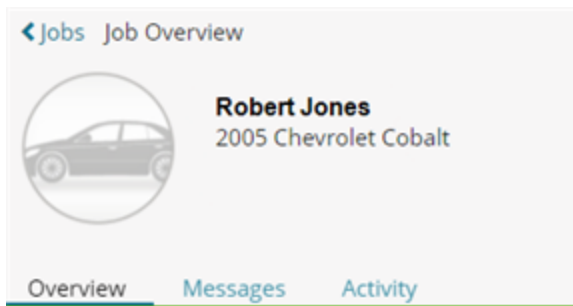 Jobs Job Overview
Robert Jones
2005 Chevrolet Cobalt
Overview Messages Activity